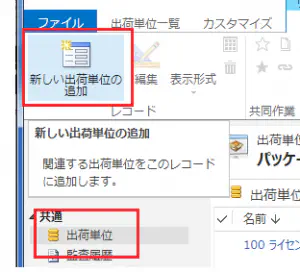 ファイル 出荷単位一覧 カスタマイズ
新しい出荷単位の
追加
編集 表示形式
レコード 共同作業
新しい出荷単位の追加
関連する出荷単位をこのレコード
に追加します。
出荷単
パッケー
共通
出荷単位
出荷単位
監査履歴
名前
100 ライセン